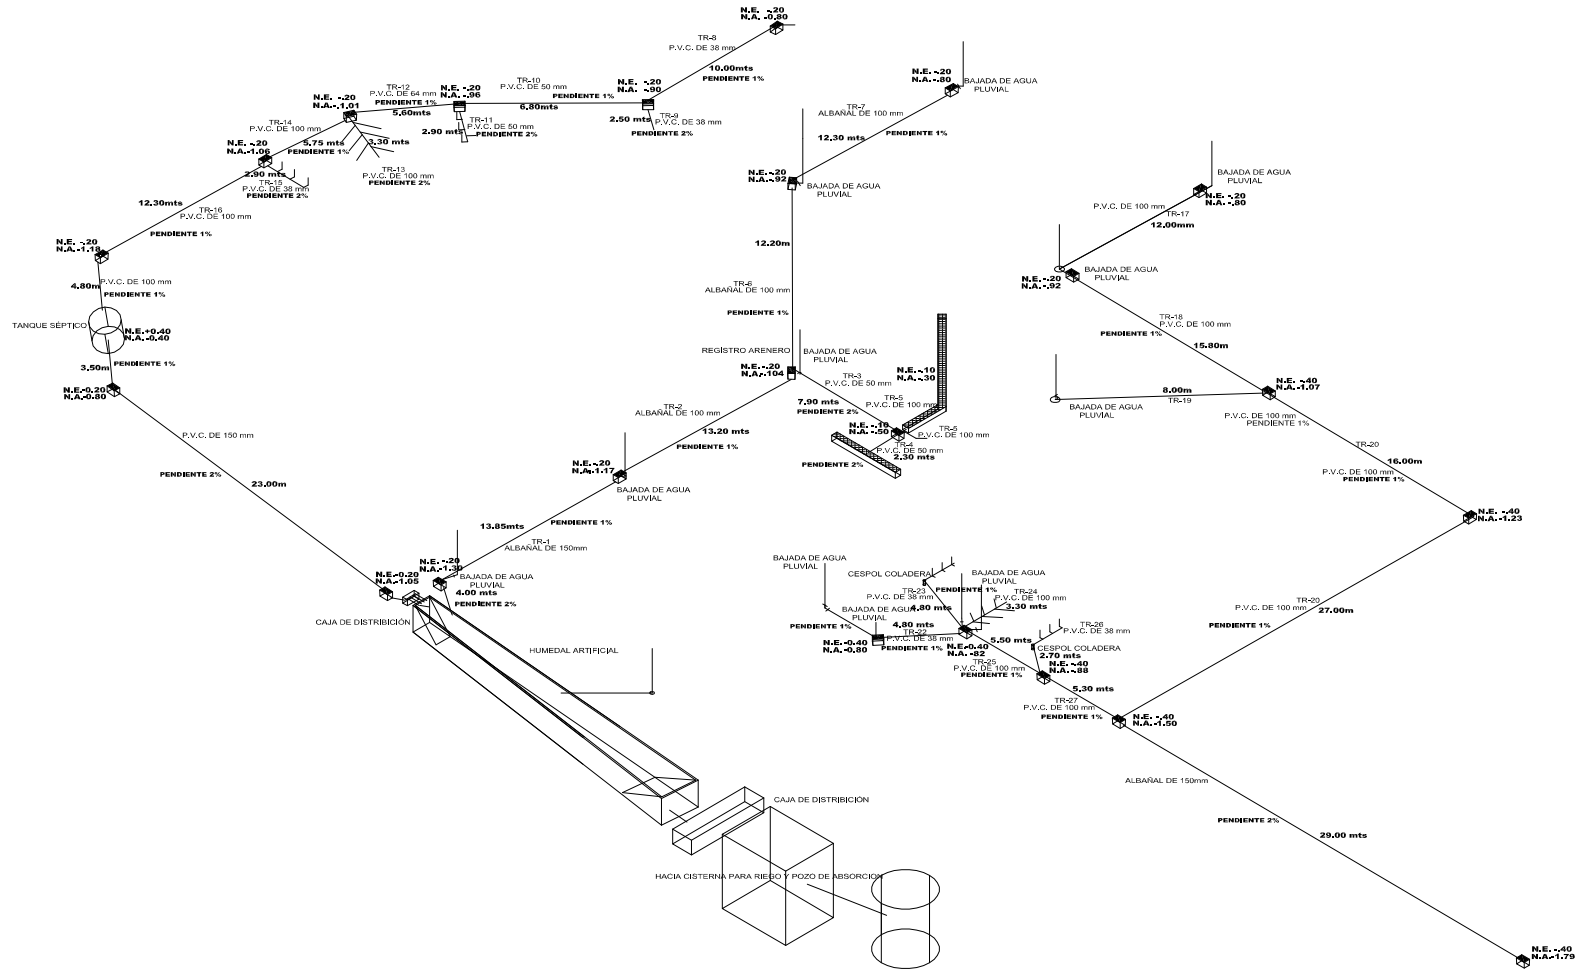 N.E. -.20
N.A. -0.80
TR-8
P.V.C. DE 38 mm
10.00mts
PENDIENTE 1%
TR-12
P.V.C. DE 64 mm
PENDIENTE 1%
5.60mts
N.E. -.20
N.A. -.96
TR-10
P.V.C. DE 50 mm
PENDIENTE 1%
6.80mts
N.E. -.20
N.A. -.90
2.50 mts
TR-9
P.V.C. DE 38 mm
PENDIENTE 2%
TR-11
P.V.C. DE 50 mm
2.90 mts
PENDIENTE 2%
N.E. -.20
N.A. -1.01
TR-14
P.V.C. DE 100 mm
5.75 mts
PENDIENTE 1%
3.30 mts
TR-13
P.V.C. DE 100 mm
PENDIENTE 2%
N.E. -.20
N.A. -1.06
2.90 mts
TR-15
P.V.C. DE 38 mm
PENDIENTE 2%
12.30mts
TR-16
P.V.C. DE 100 mm
PENDIENTE 1%
N.E. -.20
N.A. -1.18
P.V.C. DE 100 mm
4.80m
PENDIENTE 1%
TANQUE SÉPTICO
N.E.+0.40
N.A.-0.40
3.50m
PENDIENTE 1%
N.E-0.20
N.A-0.80
P.V.C. DE 150 mm
PENDIENTE 2%
23.00m
N.E.-0.20
N.A.-1.05
CAJA DE DISTRIBICIÓN
N.E. -.20
N.A. -.80
BAJADA DE AGUA
PLUVIAL
TR-7
ALBAÑAL DE 100 mm
12.30 mts
PENDIENTE 1%
N.E. -.20
N.A. -.92
BAJADA DE AGUA
PLUVIAL
12.20m
TR-6
ALBAÑAL DE 100 mm
PENDIENTE 1%
REGISTRO ARENERO
BAJADA DE AGUA
PLUVIAL
N.E. -.20
N.A. -.104
TR-3
P.V.C. DE 50 mm
7.90 mts
PENDIENTE 2%
N.E. -.10
N.A. -.30
TR-5
P.V.C. DE 100 mm
N.E. -.10
N.A. -.50
TR-5
P.V.C. DE 100 mm
TR-4
P.V.C. DE 50 mm
2.30 mts
PENDIENTE 2%
TR-2
ALBAÑAL DE 100 mm
13.20 mts
PENDIENTE 1%
N.E. -.20
N.A. -1.17
BAJADA DE AGUA
PLUVIAL
13.85mts
PENDIENTE 1%
TR-1
ALBAÑAL DE 150mm
N.E. -.20
N.A. -1.30
BAJADA DE AGUA
PLUVIAL
4.00 mts
PENDIENTE 2%
HUMEDAL ARTIFICIAL
CAJA DE DISTRIBICIÓN
HACIA CISTERNA PARA RIEGO Y POZO DE ABSORCION
BAJADA DE AGUA
PLUVIAL
P.V.C. DE 100 mm
N.E. -.20
N.A. -.80
TR-17
12.00mm
BAJADA DE AGUA
PLUVIAL
N.E. -.20
N.A. -.92
TR-18
P.V.C. DE 100 mm
PENDIENTE 1%
15.80m
N.E. -.40
N.A. -1.07
8.00m
TR-19
BAJADA DE AGUA
PLUVIAL
P.V.C. DE 100 mm
PENDIENTE 1%
TR-20
16.00m
P.V.C. DE 100 mm
PENDIENTE 1%
N.E. -.40
N.A. -1.23
TR-20
P.V.C. DE 100 mm
27.00m
PENDIENTE 1%
BAJADA DE AGUA
PLUVIAL
CESPOL COLADERA
BAJADA DE AGUA
PLUVIAL
PENDIENTE 1%
TR-23
P.V.C. DE 38 mm
4.80 mts
TR-24
P.V.C. DE 100 mm
3.30 mts
BAJADA DE AGUA
PLUVIAL
4.80 mts
TR-22
P.V.C. DE 38 mm
PENDIENTE 1%
PENDIENTE 1%
N.E.-0.40
N.A.-0.80
N.E.-0.40
N.A. -82
5.50 mts
TR-25
P.V.C. DE 100 mm
PENDIENTE 1%
TR-26
P.V.C. DE 38 mm
CESPOL COLADERA
2.70 mts
N.E. -.40
N.A. -.88
5.30 mts
TR-27
P.V.C. DE 100 mm
PENDIENTE 1%
N.E. -.40
N.A. -1.50
ALBAÑAL DE 150mm
PENDIENTE 2%
29.00 mts
N.E. -.40
N.A. -1.79